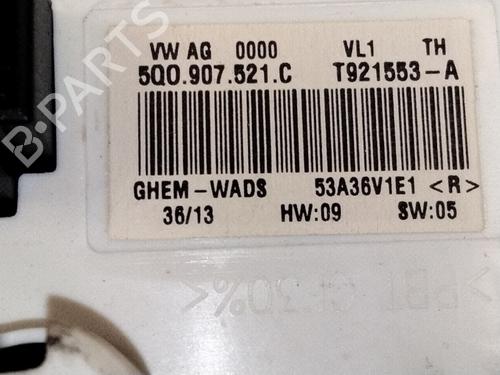 VW AG 0000 VL1 TH
5Q0.907.521.C T921553-A
GHEM-WADS 53A36V1E1 <R>
36/13 HW:09 SW:05
B-PARTS